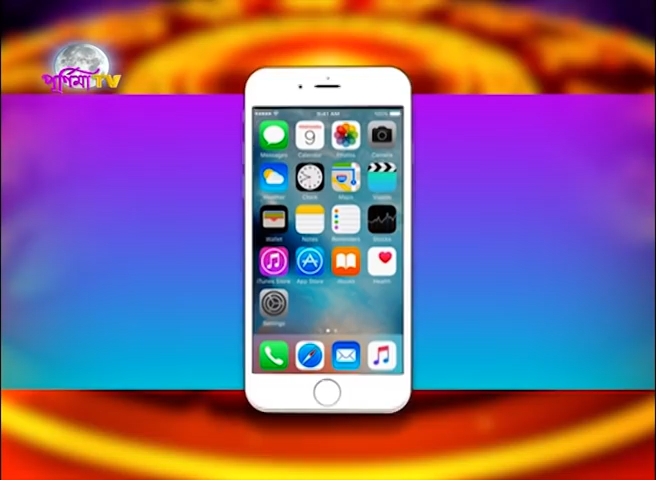 পূর্ণিমা TV
9:41 AM
100%
Messages
Calendar
Photos
Camera
9
Weather
Clock
Maps
Videos
Wallet
Notes
Reminders
Stocks
iTunes Store
App Store
iBooks
Health
Settings